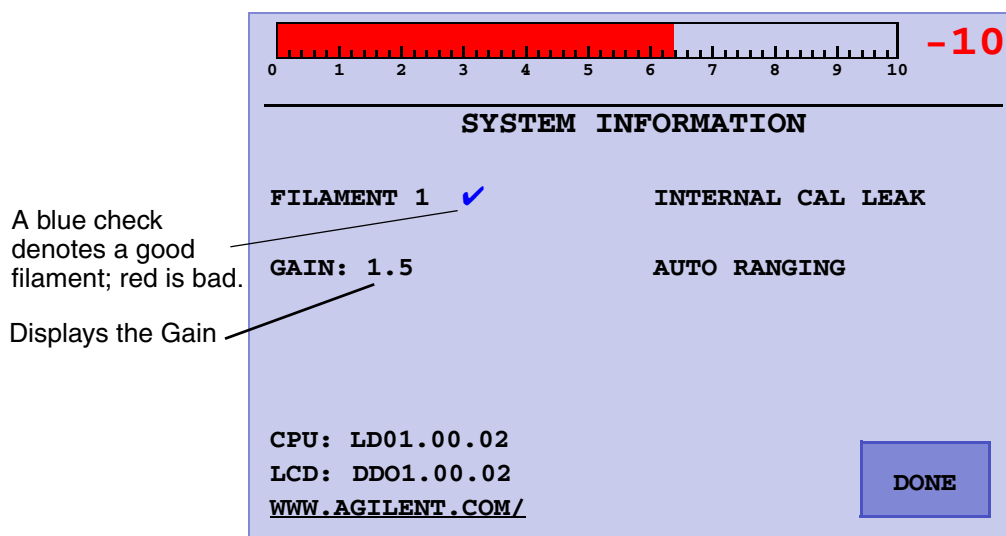 -10
0 1 2 3 4 5 6 7 8 9 10
SYSTEM INFORMATION
FILAMENT 1 ✔ INTERNAL CAL LEAK
A blue check
denotes a good
filament; red is bad.
GAIN: 1.5 AUTO RANGING
Displays the Gain
CPU: LD01.00.02
LCD: DDO1.00.02
WWW.AGILENT.COM/
DONE